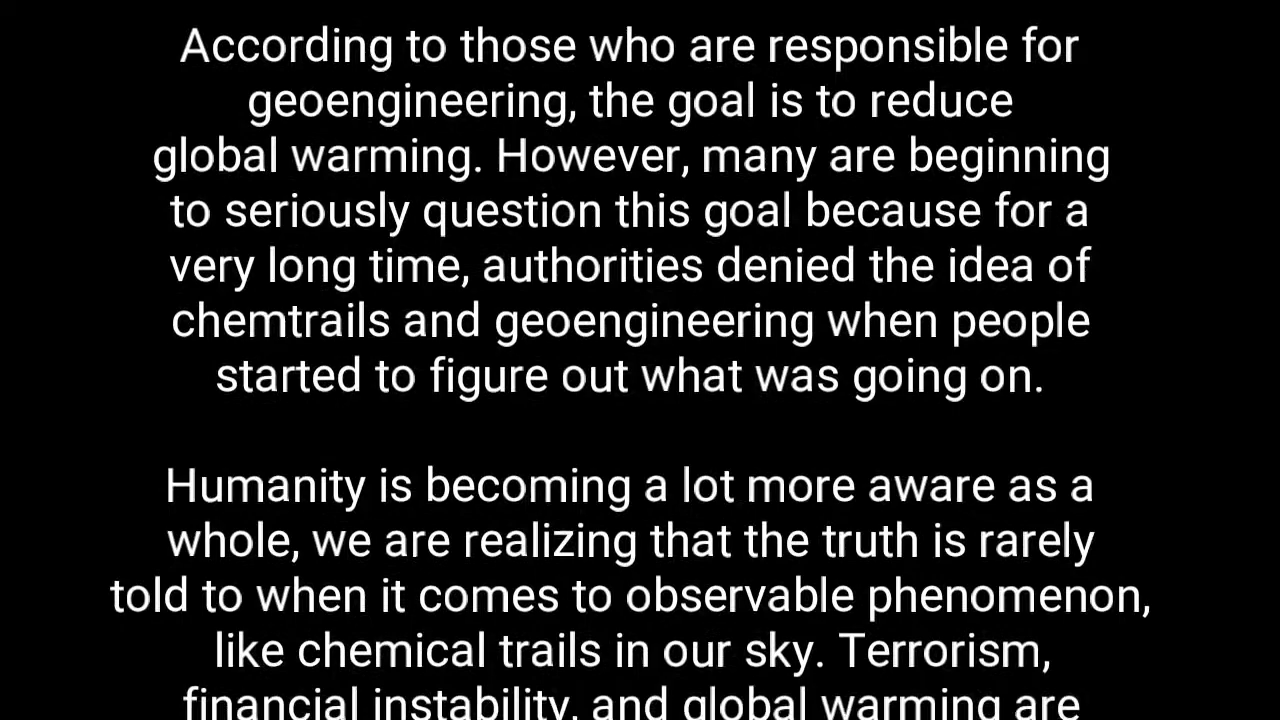 According to those who are responsible for
geoengineering, the goal is to reduce
global warming. However, many are beginning
to seriously question this goal because for a
very long time, authorities denied the idea of
chemtrails and geoengineering when people
started to figure out what was going on.
Humanity is becoming a lot more aware as a
whole, we are realizing that the truth is rarely
told to when it comes to observable phenomenon,
like chemical trails in our sky. Terrorism,
financial instability, and global warming are